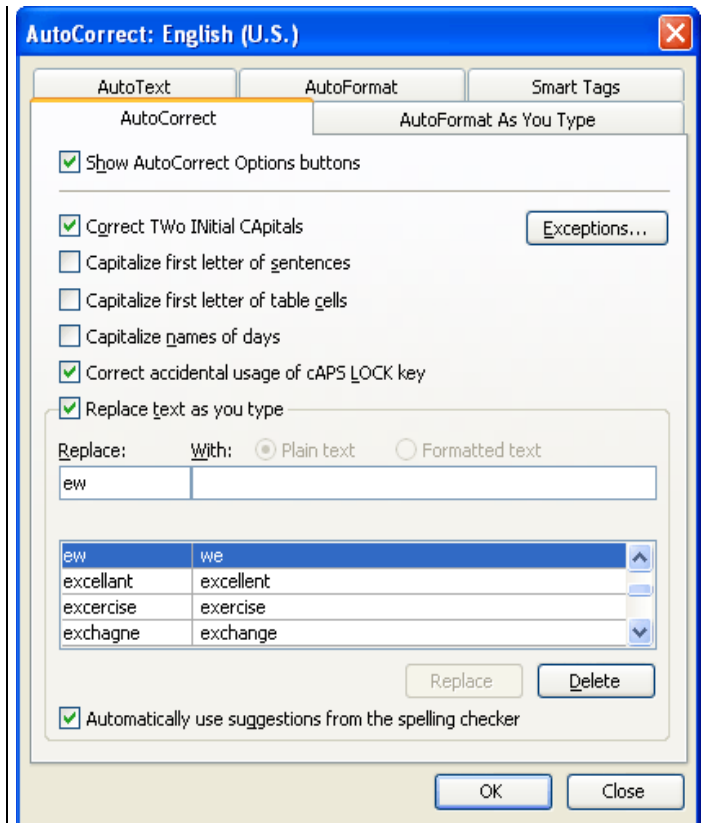 AutoCorrect: English (U.S.)
AutoText AutoFormat Smart Tags
AutoCorrect AutoFormat As You Type
Show AutoCorrect Options buttons
Correct TWo INitial CApitals Exceptions...
Capitalize first letter of sentences
Capitalize first letter of table cells
Capitalize names of days
Correct accidental usage of cAPS LOCK key
Replace text as you type
Replace: With: Plain text Formatted text
ew
ew we
excellant excellent
excercise exercise
exchagne exchange
Replace Delete
Automatically use suggestions from the spelling checker
OK Close